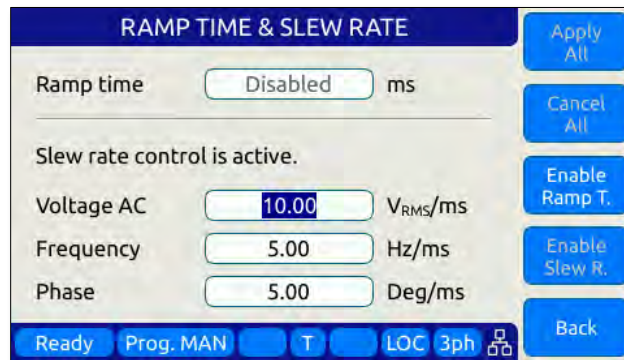 RAMP TIME & SLEW RATE
Ramp time Disabled ms
Slew rate control is active.
Voltage AC 10.00 VRMS/ms
Frequency 5.00 Hz/ms
Phase 5.00 Deg/ms
Ready Prog. MAN T LOC 3ph
Apply
All
Cancel
All
Enable
Ramp T.
Enable
Slew R.
Back